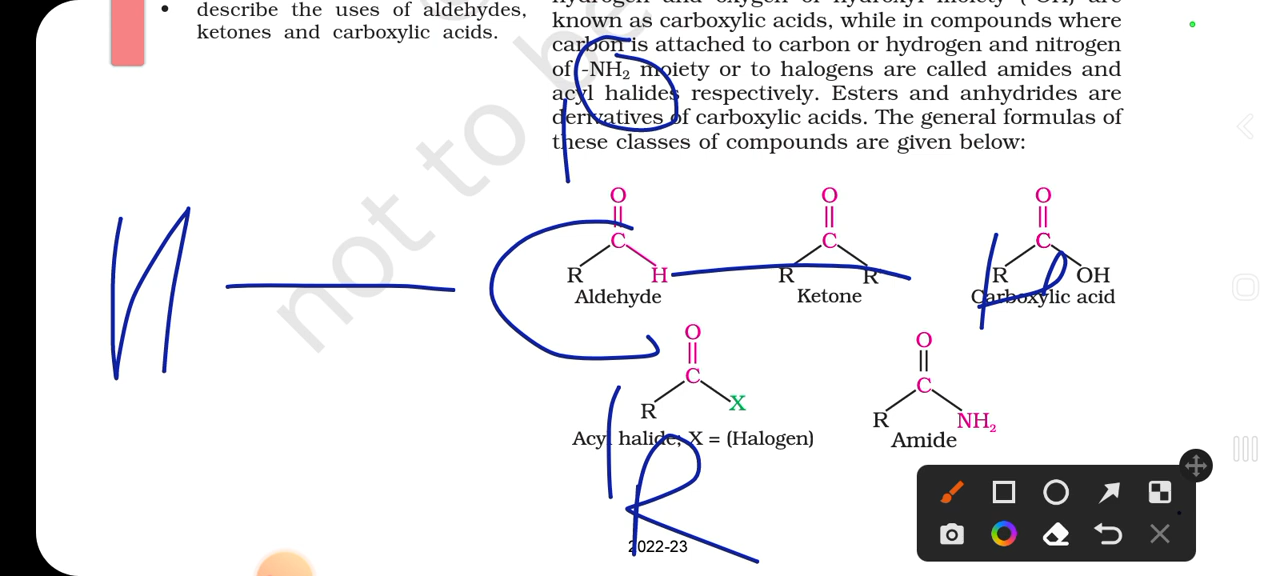 describe the uses of aldehydes,
ketones and carboxylic acids.
known as carboxylic acids, while in compounds where
carbon is attached to carbon or hydrogen and nitrogen
of -NH₂ moiety or to halogens are called amides and
acyl halides respectively. Esters and anhydrides are
derivatives of carboxylic acids. The general formulas of
these classes of compounds are given below:
O O O
C C C
R H R R R OH
Aldehyde Ketone Carboxylic acid
O O
C C
R X R NH₂
Acyl halide; X = (Halogen) Amide
2022-23
not to be
C
R